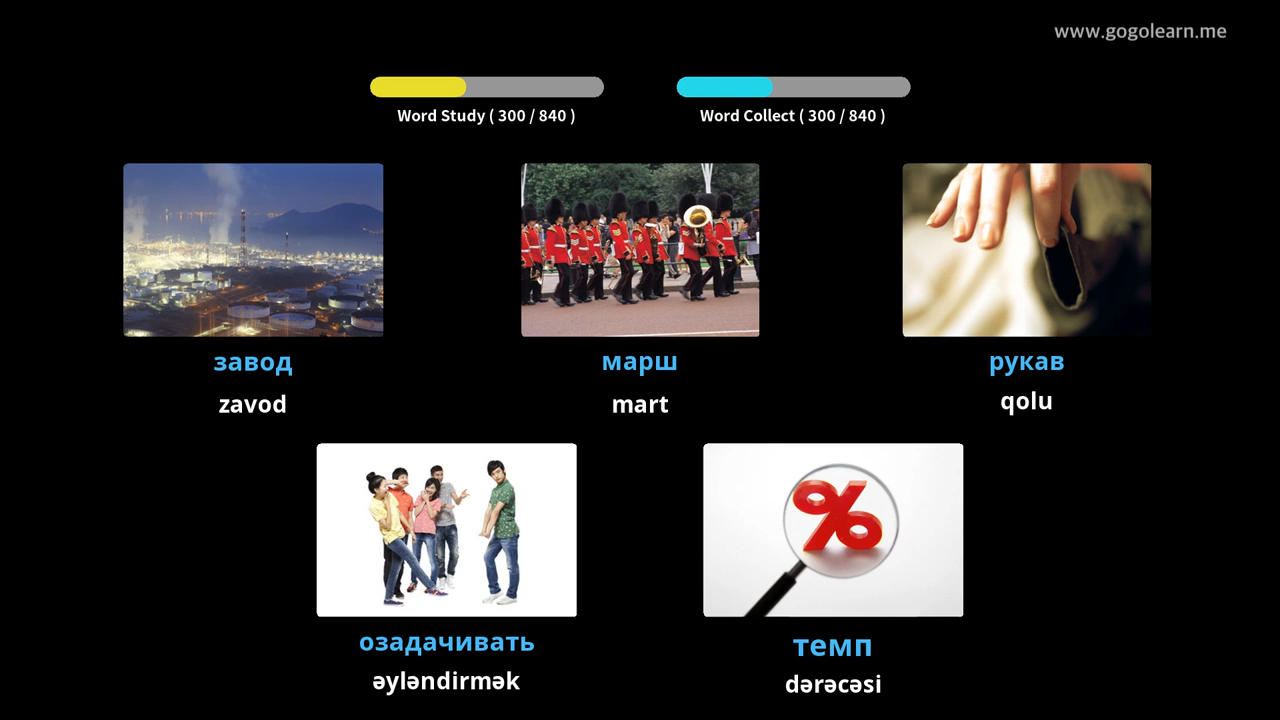 www.gogolearn.me
Word Study ( 300 / 840 )
Word Collect ( 300 / 840 )
завод
zavod
марш
mart
рукав
qolu
озадачивать
əyləndirmək
темп
dərəcəsi